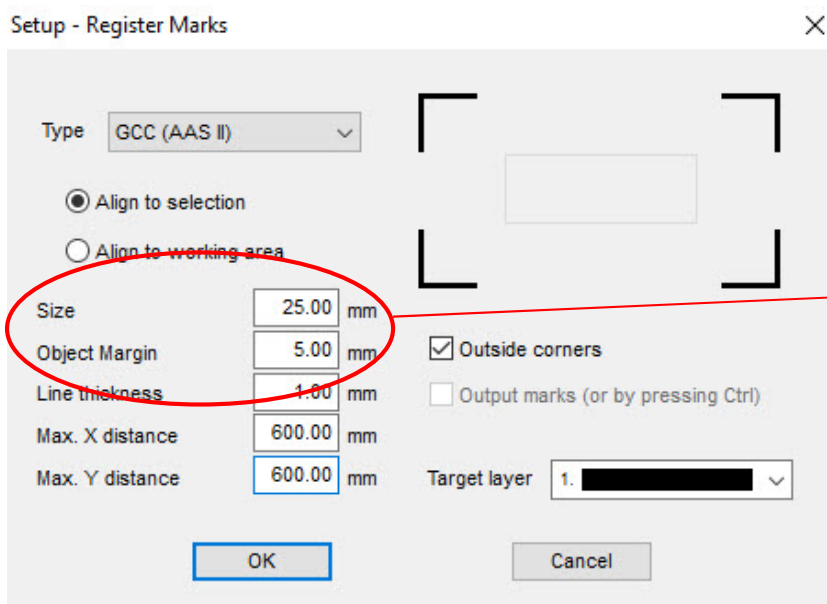 Setup - Register Marks
Type GCC (AAS II)
Align to selection
Align to working area
Size 25.00 mm
Object Margin 5.00 mm
Line thickness 1.00 mm
Max. X distance 600.00 mm
Max. Y distance 600.00 mm
Outside corners
Output marks (or by pressing Ctrl)
Target layer 1.
OK Cancel